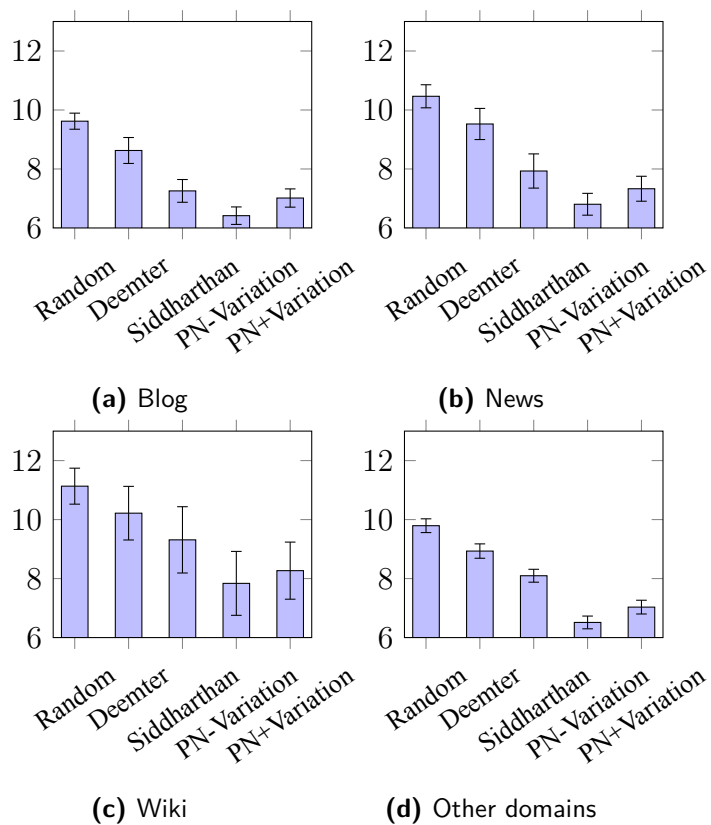 12
10
8
6
Random
Deemter
Siddharthan
PN-Variation
PN+Variation
(a) Blog
12
10
8
6
Random
Deemter
Siddharthan
PN-Variation
PN+Variation
(b) News
12
10
8
6
Random
Deemter
Siddharthan
PN-Variation
PN+Variation
(c) Wiki
12
10
8
6
Random
Deemter
Siddharthan
PN-Variation
PN+Variation
(d) Other domains